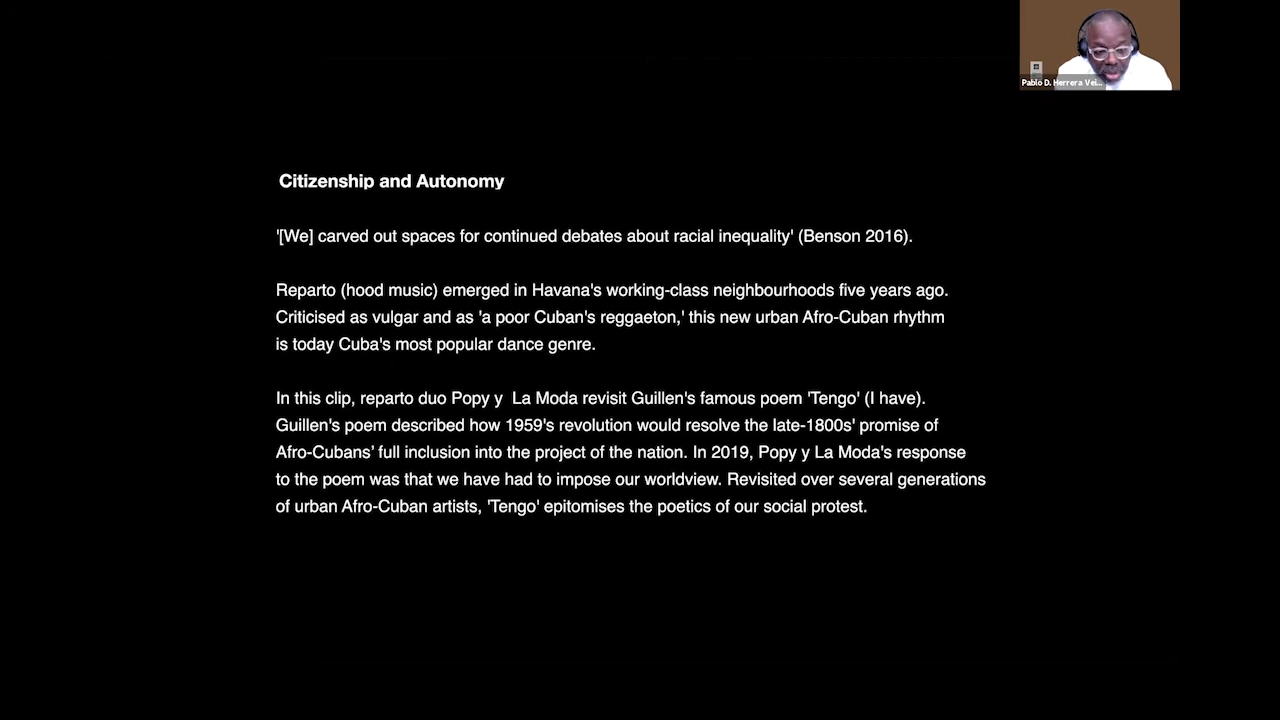 Pablo D. Herrera Vei...
Citizenship and Autonomy
'[We] carved out spaces for continued debates about racial inequality' (Benson 2016).
Reparto (hood music) emerged in Havana's working-class neighbourhoods five years ago.
Criticised as vulgar and as 'a poor Cuban's reggaeton,' this new urban Afro-Cuban rhythm
is today Cuba's most popular dance genre.
In this clip, reparto duo Popy y  La Moda revisit Guillen's famous poem 'Tengo' (I have).
Guillen's poem described how 1959's revolution would resolve the late-1800s' promise of
Afro-Cubans’ full inclusion into the project of the nation. In 2019, Popy y La Moda's response
to the poem was that we have had to impose our worldview. Revisited over several generations
of urban Afro-Cuban artists, 'Tengo' epitomises the poetics of our social protest.